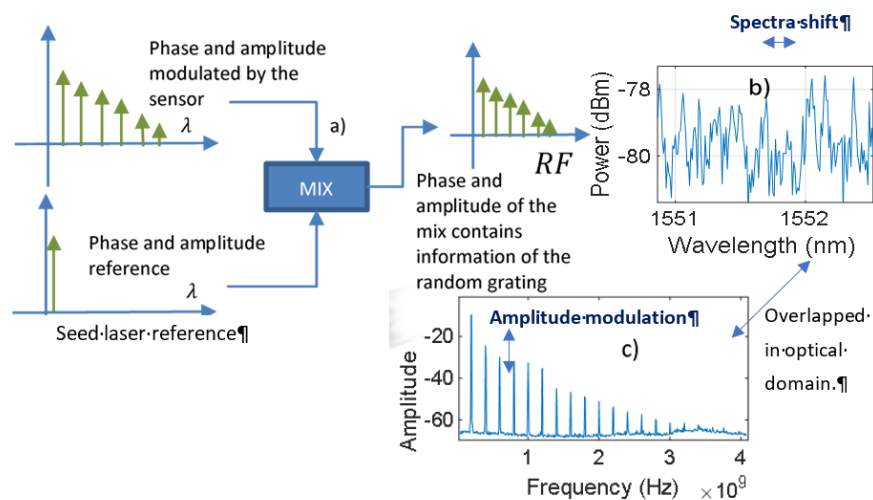 Phase and amplitude
modulated by the
sensor
λ
a)
MIX
Phase and amplitude
reference
λ
Seed·laser·reference¶
RF
Phase and
amplitude of the
mix contains
information of the
random grating
Spectra·shift¶
b)
Power (dBm)
-78
-80
1551
1552
Wavelength (nm)
Overlapped·
in·optical·
domain.¶
Amplitude·modulation¶
c)
Amplitude
-20
-40
-60
1
2
3
4
×10⁹
Frequency (Hz)